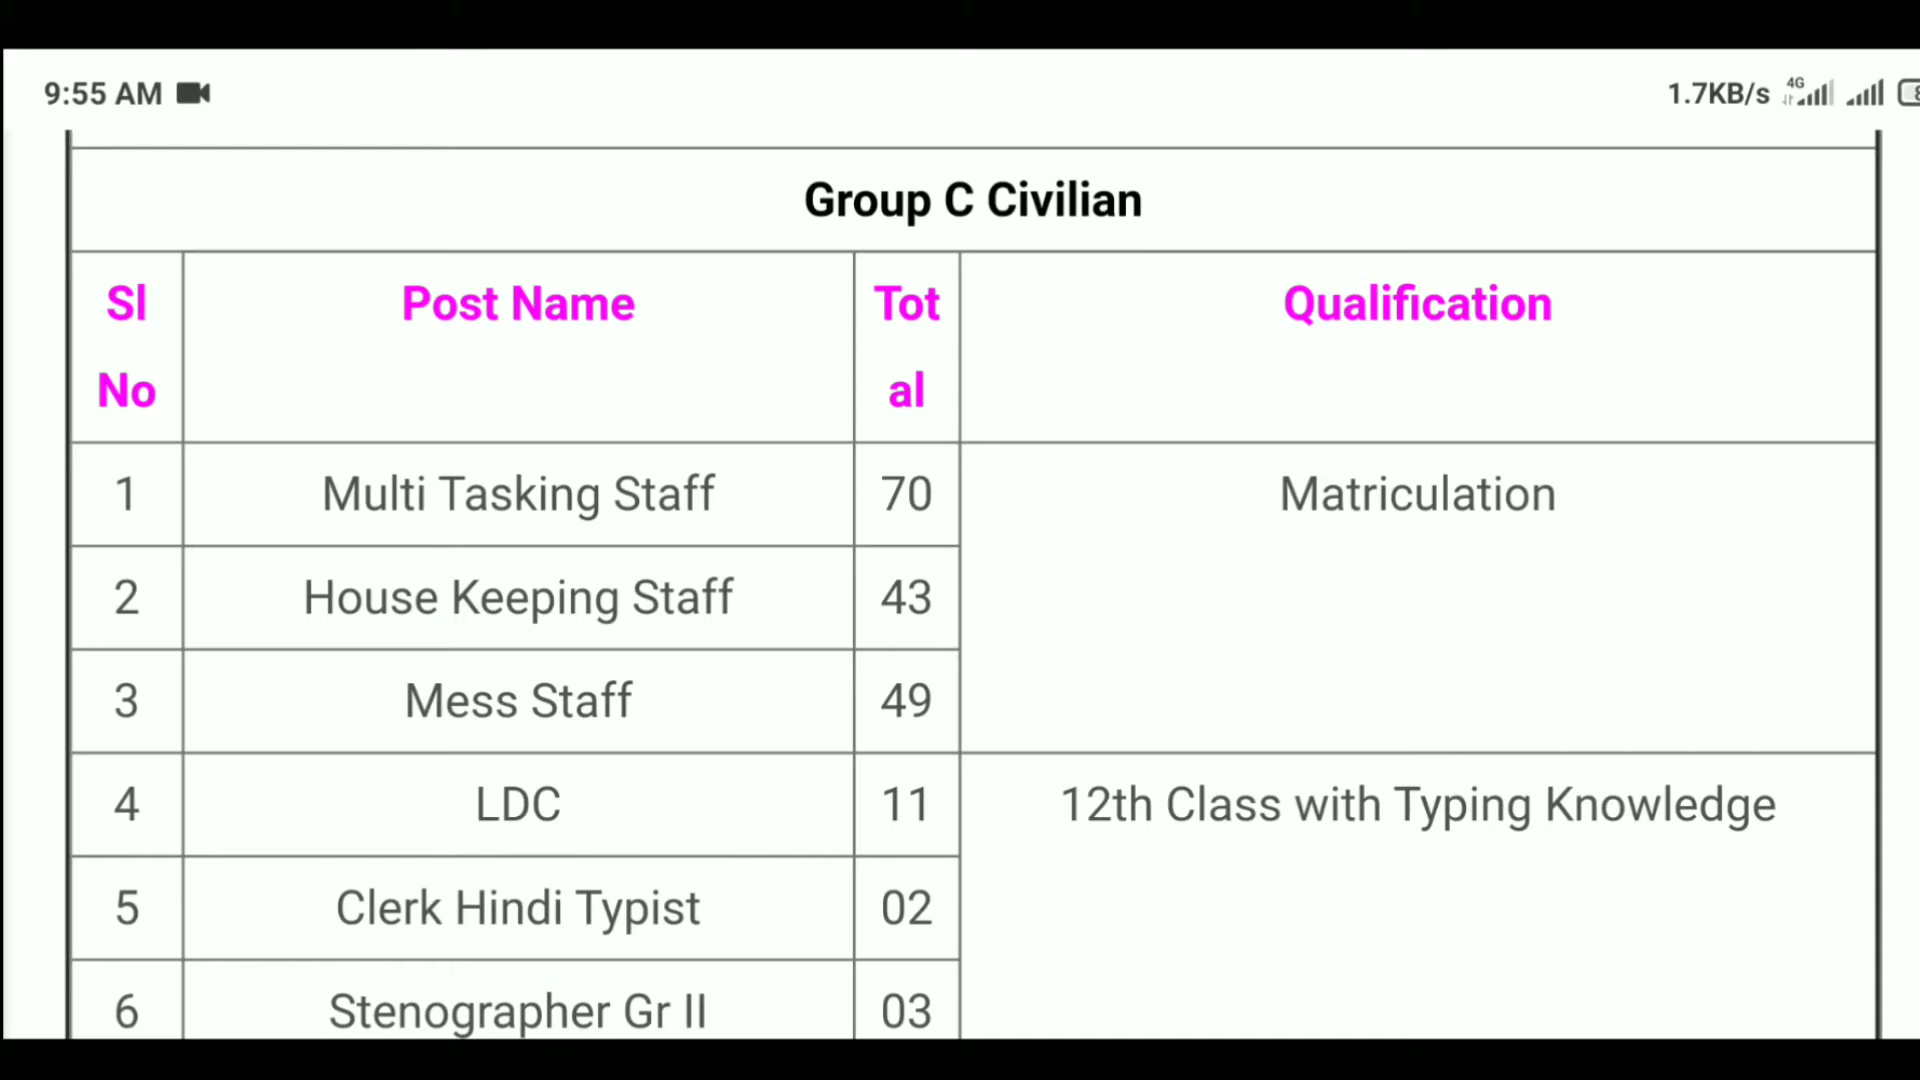 9:55 AM
1.7KB/s 4G
Group C Civilian
Sl No Post Name Total Qualification
1 Multi Tasking Staff 70 Matriculation
2 House Keeping Staff 43
3 Mess Staff 49
4 LDC 11 12th Class with Typing Knowledge
5 Clerk Hindi Typist 02
6 Stenographer Gr II 03